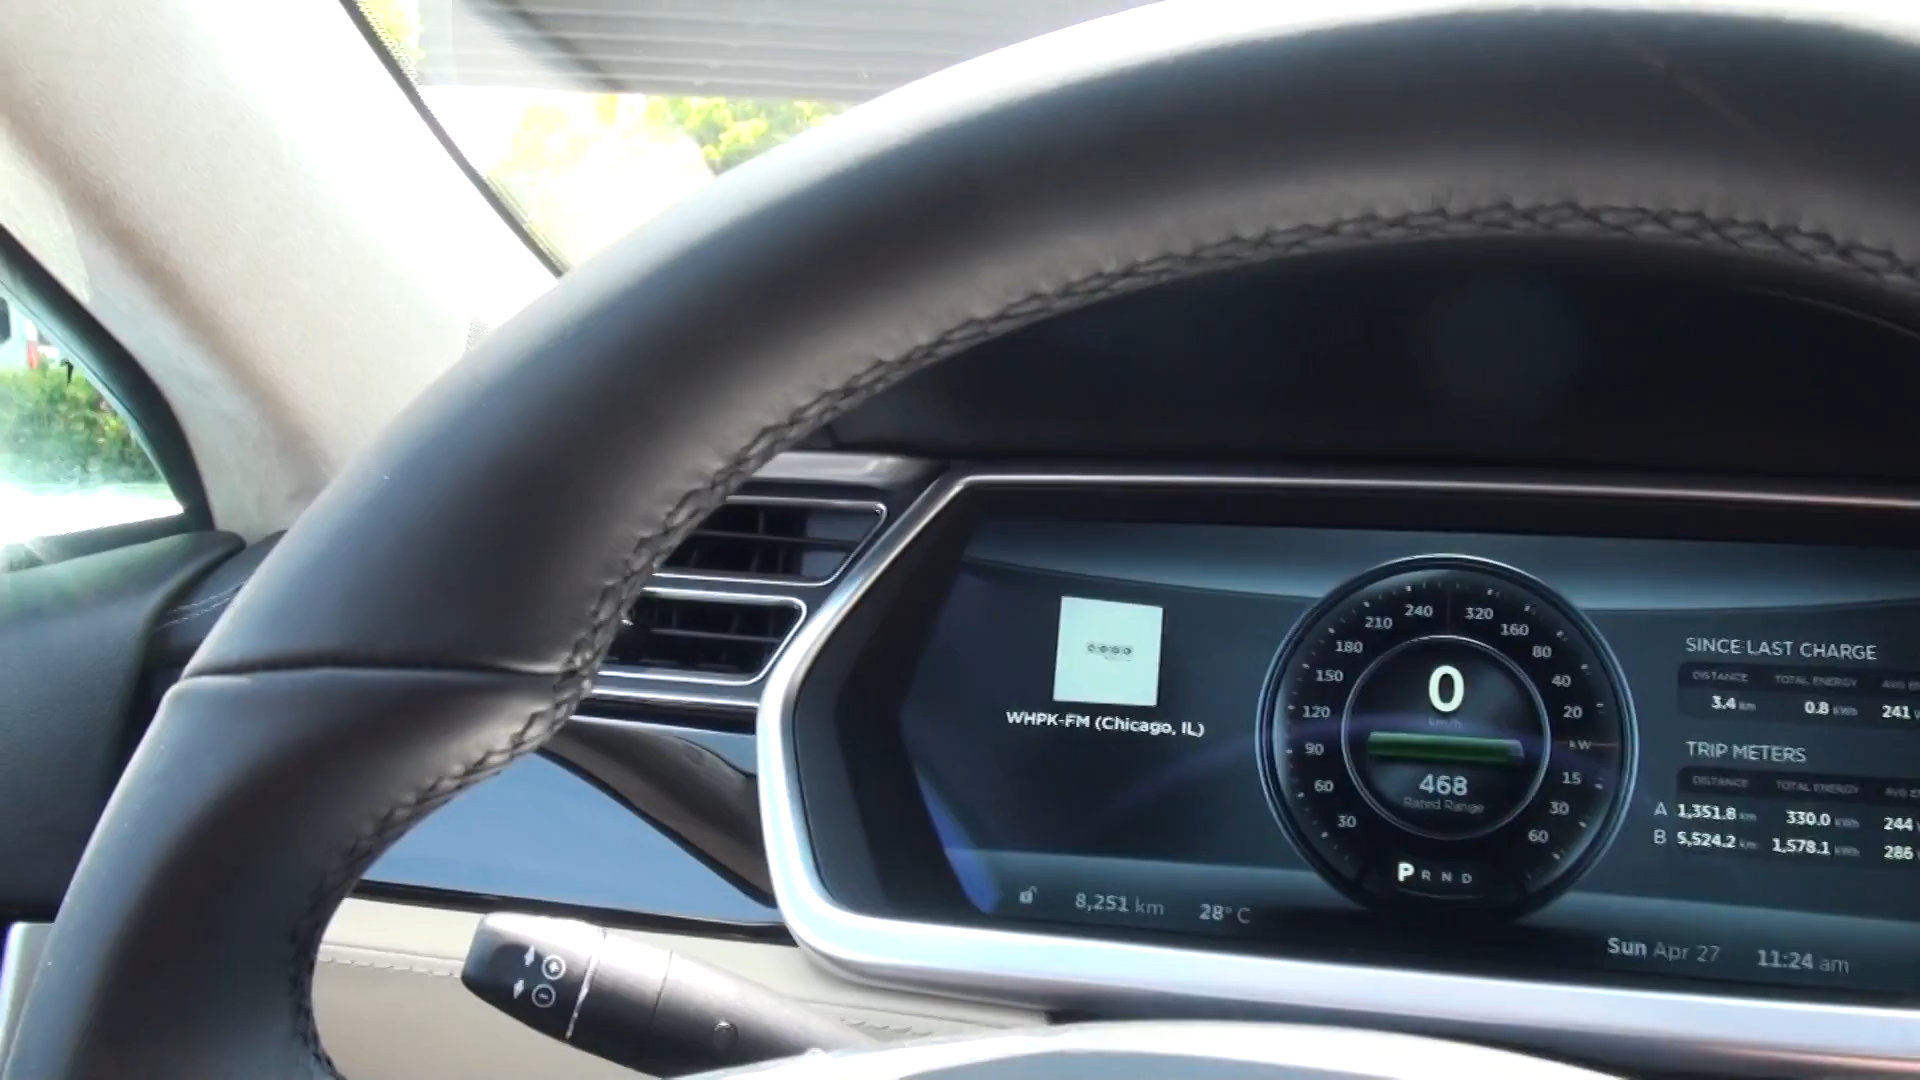 WHPK-FM (Chicago, IL)
8,251 km
28° C
240
320
210
160
180
80
150
40
120
20
90
kW
60
15
30
30
60
0
km/h
468
Rated Range
P R N D
SINCE LAST CHARGE
DISTANCE TOTAL ENERGY AVG
3.4 km 0.8 kWh 241
TRIP METERS
DISTANCE TOTAL ENERGY AVG
A 1,351.8 km 330.0 kWh 244
B 5,524.2 km 1,578.1 kWh 286
Sun Apr 27 11:24 am